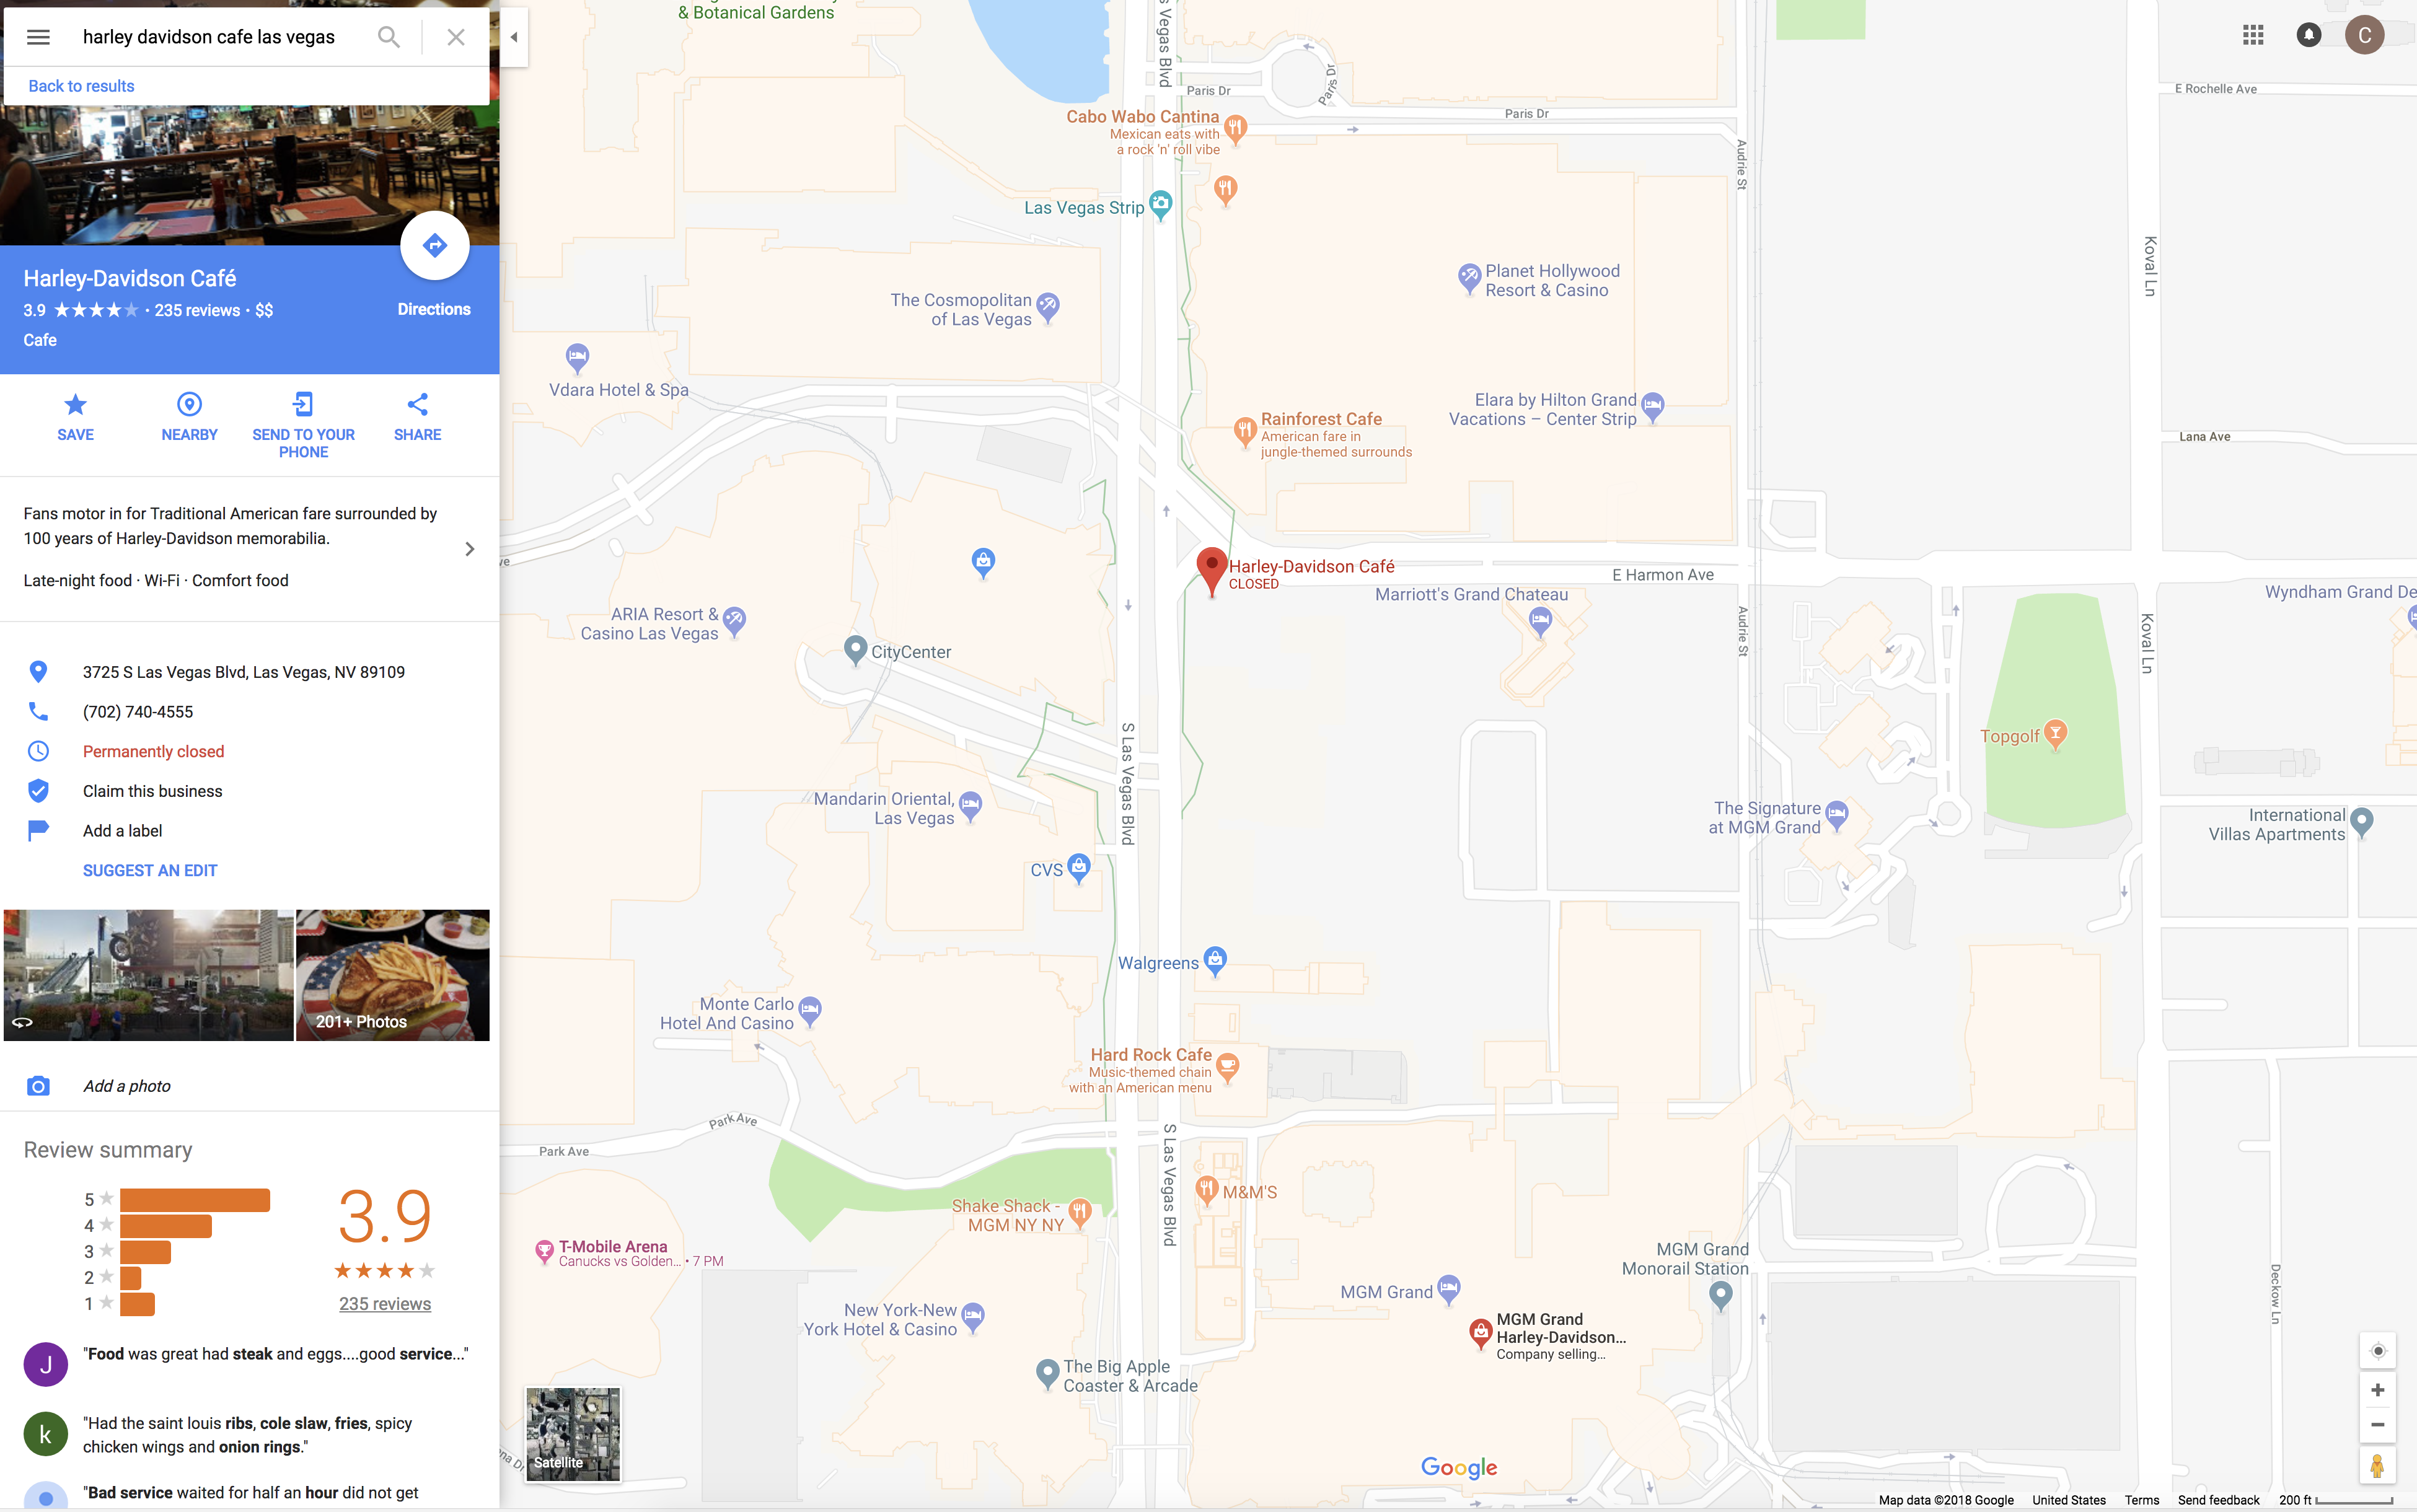 harley davidson cafe las vegas
Back to results
Harley-Davidson Café
3.9 ★★★★★ · 235 reviews · $$
Cafe
Directions
SAVE
NEARBY
SEND TO YOUR
PHONE
SHARE
Fans motor in for Traditional American fare surrounded by
100 years of Harley-Davidson memorabilia.
Late-night food · Wi-Fi · Comfort food
3725 S Las Vegas Blvd, Las Vegas, NV 89109
(702) 740-4555
Permanently closed
Claim this business
Add a label
SUGGEST AN EDIT
201+ Photos
Add a photo
Review summary
5
4
3
2
1
3.9
235 reviews
J
"Food was great had steak and eggs....good service..."
k
"Had the saint louis ribs, cole slaw, fries, spicy
chicken wings and onion rings."
"Bad service waited for half an hour did not get
& Botanical Gardens
s Vegas Blvd
Paris Dr
Paris Dr
Paris Dr
C
E Rochelle Ave
Cabo Wabo Cantina
Mexican eats with
a rock 'n' roll vibe
Audrie St
Las Vegas Strip
Koval Ln
Planet Hollywood
Resort & Casino
The Cosmopolitan
of Las Vegas
Vdara Hotel & Spa
Elara by Hilton Grand
Vacations – Center Strip
Rainforest Cafe
American fare in
jungle-themed surrounds
Lana Ave
ve
Harley-Davidson Café
CLOSED
E Harmon Ave
Marriott's Grand Chateau
Wyndham Grand De
ARIA Resort &
Casino Las Vegas
CityCenter
Audrie St
Koval Ln
Topgolf
S Las Vegas Blvd
Mandarin Oriental,
Las Vegas
The Signature
at MGM Grand
International
Villas Apartments
CVS
Walgreens
Monte Carlo
Hotel And Casino
Hard Rock Cafe
Music-themed chain
with an American menu
Park Ave
Park Ave
S Las Vegas Blvd
M&M'S
Shake Shack -
MGM NY NY
T-Mobile Arena
Canucks vs Golden... • 7 PM
MGM Grand
Monorail Station
MGM Grand
Deckow Ln
New York-New
York Hotel & Casino
MGM Grand
Harley-Davidson...
Company selling...
The Big Apple
Coaster & Arcade
na Dr
Satellite
Google
Map data ©2018 Google
United States
Terms
Send feedback
200 ft